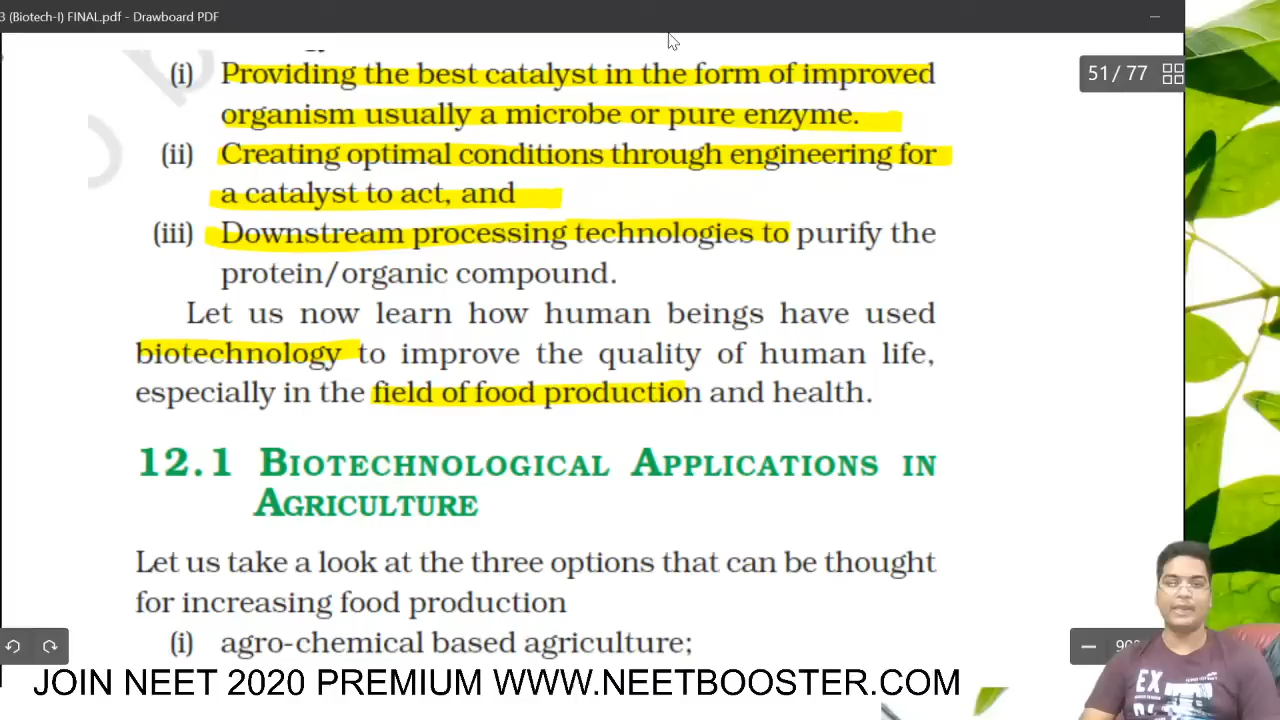 3 (Biotech-I) FINAL.pdf - Drawboard PDF
51 / 77
(i) Providing the best catalyst in the form of improved
organism usually a microbe or pure enzyme.
(ii) Creating optimal conditions through engineering for
a catalyst to act, and
(iii) Downstream processing technologies to purify the
protein/organic compound.
Let us now learn how human beings have used
biotechnology to improve the quality of human life,
especially in the field of food production and health.
12.1 BIOTECHNOLOGICAL APPLICATIONS IN
AGRICULTURE
Let us take a look at the three options that can be thought
for increasing food production
(i) agro-chemical based agriculture;
JOIN NEET 2020 PREMIUM WWW.NEETBOOSTER.COM
EX